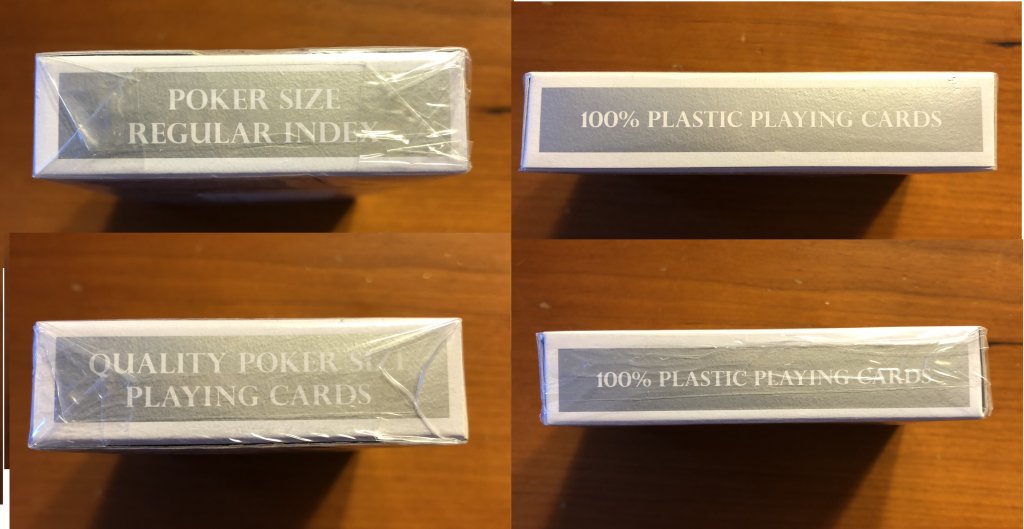 POKER SIZE
REGULAR INDEX
100% PLASTIC PLAYING CARDS
QUALITY POKER SIZE
PLAYING CARDS
100% PLASTIC PLAYING CARDS